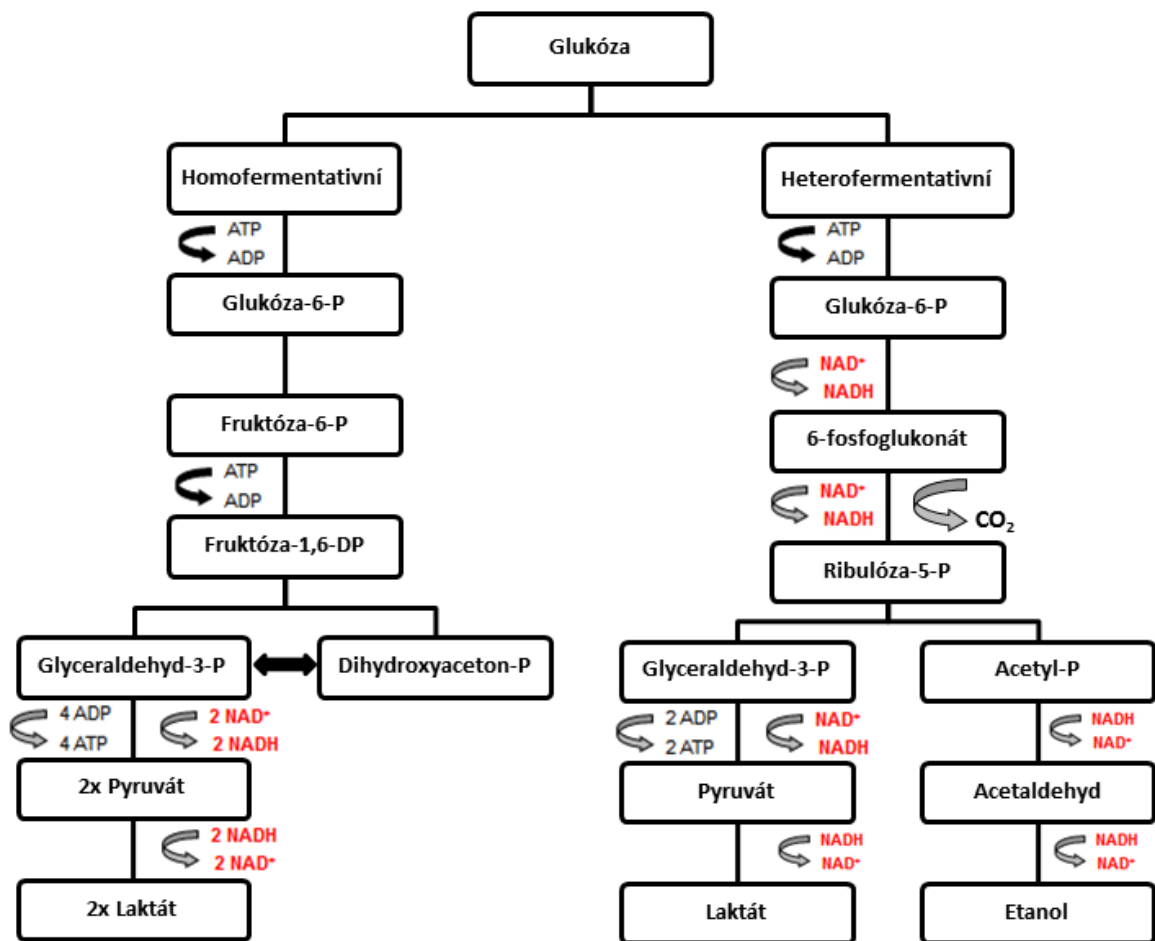 Glukóza
Homofermentativní
Heterofermentativní
ATP
ADP
ATP
ADP
Glukóza-6-P
Glukóza-6-P
NAD⁺
NADH
Fruktóza-6-P
6-fosfoglukonát
ATP
ADP
NAD⁺
NADH
CO₂
Fruktóza-1,6-DP
Ribulóza-5-P
Glyceraldehyd-3-P
Dihydroxyaceton-P
Glyceraldehyd-3-P
Acetyl-P
4 ADP
4 ATP
2 NAD⁺
2 NADH
2 ADP
2 ATP
NAD⁺
NADH
NADH
NAD⁺
2x Pyruvát
Pyruvát
Acetaldehyd
2 NADH
2 NAD⁺
NADH
NAD⁺
NADH
NAD⁺
2x Laktát
Laktát
Etanol